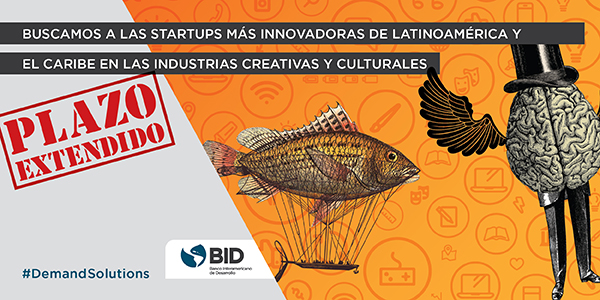 BUSCAMOS A LAS STARTUPS MÁS INNOVADORAS DE LATINOAMÉRICA Y
EL CARIBE EN LAS INDUSTRIAS CREATIVAS Y CULTURALES
PLAZO
EXTENDIDO
BID
Banco Interamericano
de Desarrollo
#DemandSolutions